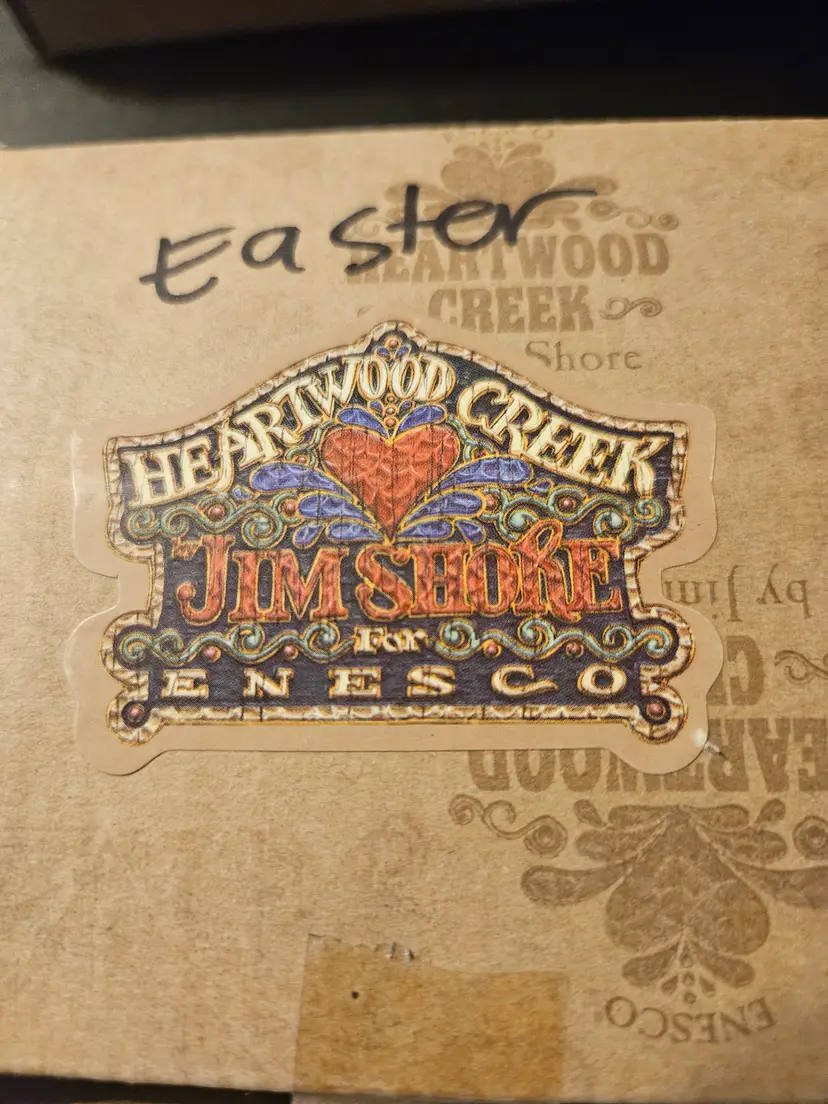 Easter
HEARTWOOD
CREEK
Shore
HEARTWOOD CREEK
by JIM SHORE
For
ENESCO
by Jim
HEARTWOOD
ENESCO